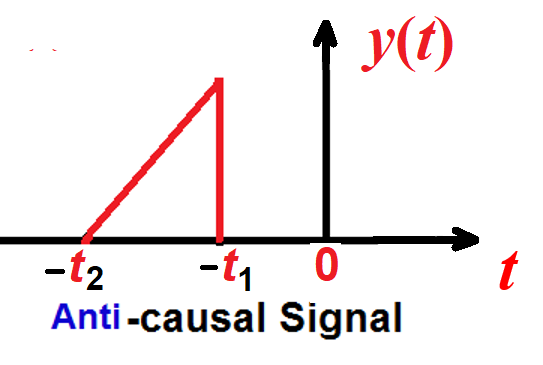 y(t)
−t₂ −t₁ 0 t
Anti-causal Signal